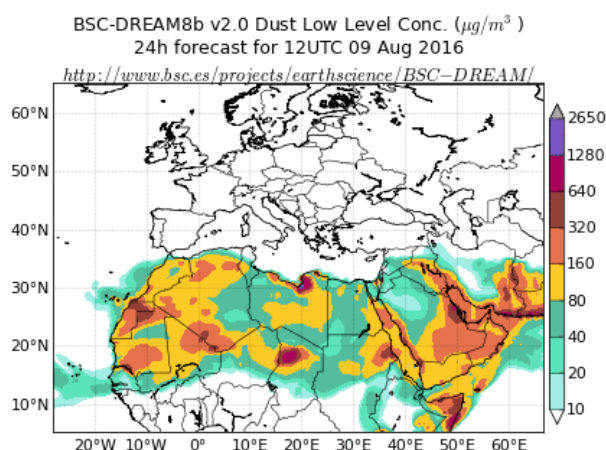 BSC-DREAM8b v2.0 Dust Low Level Conc. (μg/m³ )
24h forecast for 12UTC 09 Aug 2016
http://www.bsc.es/projects/earthscience/BSC−DREAM/
60°N
50°N
40°N
30°N
20°N
10°N
20°W
10°W
0°
10°E
20°E
30°E
40°E
50°E
60°E
2650
1280
640
320
160
80
40
20
10